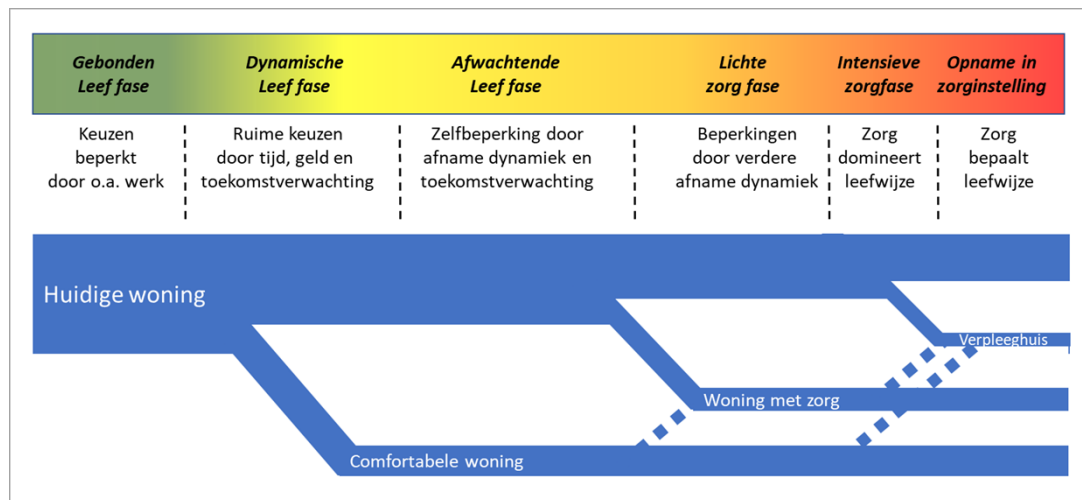 Gebonden
Leef fase
Dynamische
Leef fase
Afwachtende
Leef fase
Lichte
zorg fase
Intensieve
zorgfase
Opname in
zorginstelling
Keuzen
beperkt
door o.a. werk
Ruime keuzen
door tijd, geld en
toekomstverwachting
Zelfbeperking door
afname dynamiek en
toekomstverwachting
Beperkingen
door verdere
afname dynamiek
Zorg
domineert
leefwijze
Zorg
bepaalt
leefwijze
Huidige woning
Verpleeghuis
Woning met zorg
Comfortabele woning